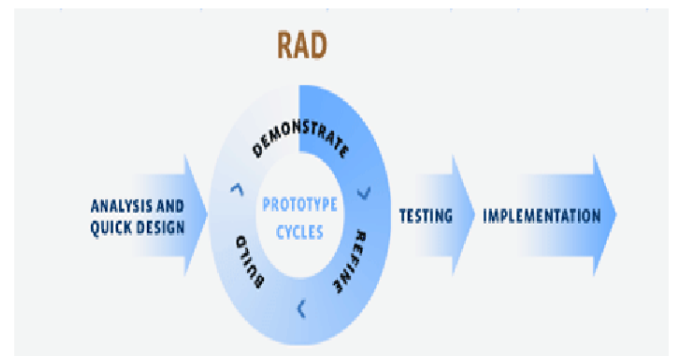 RAD
ANALYSIS AND
QUICK DESIGN
DEMONSTRATE
PROTOTYPE
CYCLES
REFINE
BUILD
TESTING
IMPLEMENTATION